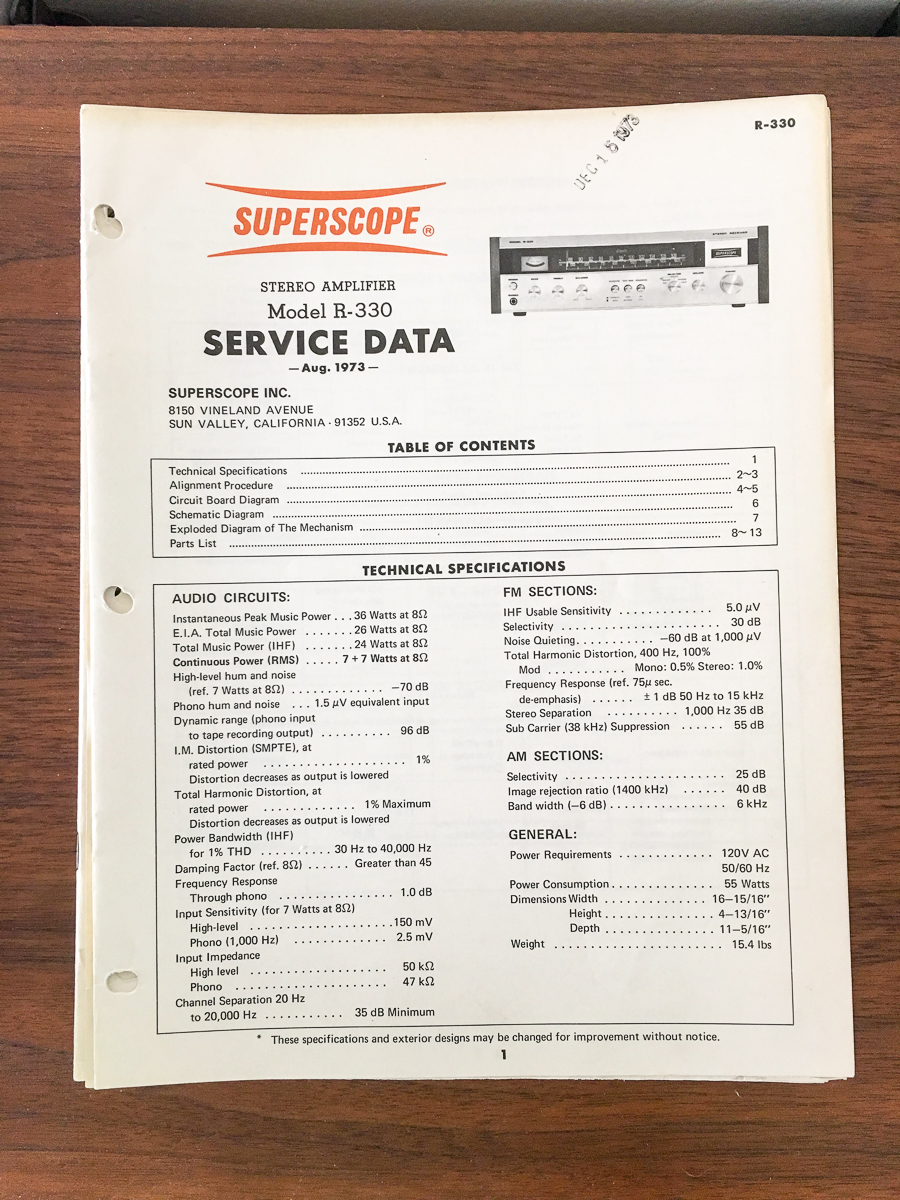 R-330
DEC 1 8 1973
SUPERSCOPE®
STEREO AMPLIFIER
Model R-330
SERVICE DATA
—Aug. 1973—
SUPERSCOPE INC.
8150 VINELAND AVENUE
SUN VALLEY, CALIFORNIA · 91352 U.S.A.
TABLE OF CONTENTS
Technical Specifications ........ 1
Alignment Procedure ........ 2~3
Circuit Board Diagram ........ 4~5
Schematic Diagram ........ 6
Exploded Diagram of The Mechanism ........ 7
Parts List ........ 8~13
TECHNICAL SPECIFICATIONS
AUDIO CIRCUITS:
Instantaneous Peak Music Power . . . 36 Watts at 8Ω
E.I.A. Total Music Power . . . . . . . 26 Watts at 8Ω
Total Music Power (IHF) . . . . . . . 24 Watts at 8Ω
Continuous Power (RMS) . . . . . 7 + 7 Watts at 8Ω
High-level hum and noise
(ref. 7 Watts at 8Ω) . . . . . . . . . . . . . —70 dB
Phono hum and noise . . . 1.5 μV equivalent input
Dynamic range (phono input
to tape recording output) . . . . . . . . . . 96 dB
I.M. Distortion (SMPTE), at
rated power . . . . . . . . . . . . . . . . . . . . 1%
Distortion decreases as output is lowered
Total Harmonic Distortion, at
rated power . . . . . . . . . . . . . 1% Maximum
Distortion decreases as output is lowered
Power Bandwidth (IHF)
for 1% THD . . . . . . . . . . 30 Hz to 40,000 Hz
Damping Factor (ref. 8Ω) . . . . . . Greater than 45
Frequency Response
Through phono . . . . . . . . . . . . . . . . 1.0 dB
Input Sensitivity (for 7 Watts at 8Ω)
High-level . . . . . . . . . . . . . . . . . . . . 150 mV
Phono (1,000 Hz) . . . . . . . . . . . . . 2.5 mV
Input Impedance
High level . . . . . . . . . . . . . . . . . . . 50 kΩ
Phono . . . . . . . . . . . . . . . . . . . . . 47 kΩ
Channel Separation 20 Hz
to 20,000 Hz . . . . . . . . . . . 35 dB Minimum
FM SECTIONS:
IHF Usable Sensitivity . . . . . . . . . . . . . 5.0 μV
Selectivity . . . . . . . . . . . . . . . . . . . . . . 30 dB
Noise Quieting . . . . . . . . . . . —60 dB at 1,000 μV
Total Harmonic Distortion, 400 Hz, 100%
Mod . . . . . . . . . . . Mono: 0.5% Stereo: 1.0%
Frequency Response (ref. 75μ sec.
de-emphasis) . . . . . . ± 1 dB 50 Hz to 15 kHz
Stereo Separation . . . . . . . . . . 1,000 Hz 35 dB
Sub Carrier (38 kHz) Suppression . . . . . . 55 dB
AM SECTIONS:
Selectivity . . . . . . . . . . . . . . . . . . . . . . 25 dB
Image rejection ratio (1400 kHz) . . . . . . 40 dB
Band width (—6 dB) . . . . . . . . . . . . . . . . 6 kHz
GENERAL:
Power Requirements . . . . . . . . . . . . . 120V AC
50/60 Hz
Power Consumption . . . . . . . . . . . . . . 55 Watts
Dimensions Width . . . . . . . . . . . . . . 16—15/16″
Height . . . . . . . . . . . . . . . 4—13/16″
Depth . . . . . . . . . . . . . . . 11—5/16″
Weight . . . . . . . . . . . . . . . . . . . . . . . 15.4 lbs
* These specifications and exterior designs may be changed for improvement without notice.
1